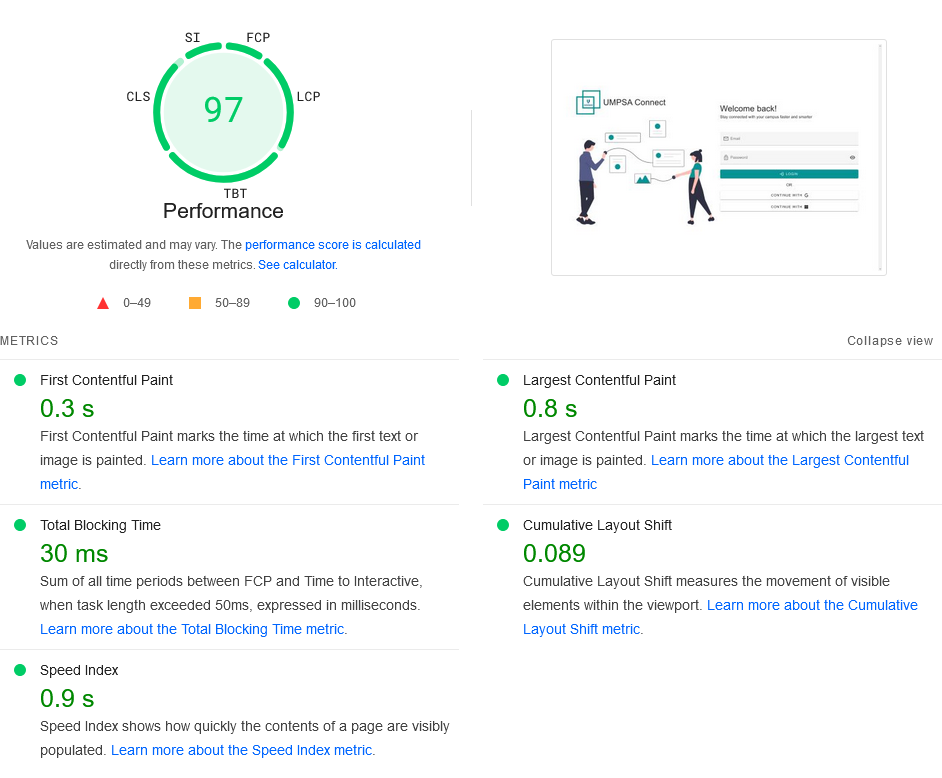 SI
FCP
CLS
97
LCP
TBT
Performance
Values are estimated and may vary. The performance score is calculated
directly from these metrics. See calculator.
0–49
50–89
90–100
UMPSA Connect
Welcome back!
Stay connected with your campus faster and smarter
Email
Password
LOGIN
OR
CONTINUE WITH G
CONTINUE WITH
METRICS
Collapse view
First Contentful Paint
0.3 s
First Contentful Paint marks the time at which the first text or
image is painted. Learn more about the First Contentful Paint
metric.
Largest Contentful Paint
0.8 s
Largest Contentful Paint marks the time at which the largest text
or image is painted. Learn more about the Largest Contentful
Paint metric
Total Blocking Time
30 ms
Sum of all time periods between FCP and Time to Interactive,
when task length exceeded 50ms, expressed in milliseconds.
Learn more about the Total Blocking Time metric.
Cumulative Layout Shift
0.089
Cumulative Layout Shift measures the movement of visible
elements within the viewport. Learn more about the Cumulative
Layout Shift metric.
Speed Index
0.9 s
Speed Index shows how quickly the contents of a page are visibly
populated. Learn more about the Speed Index metric.